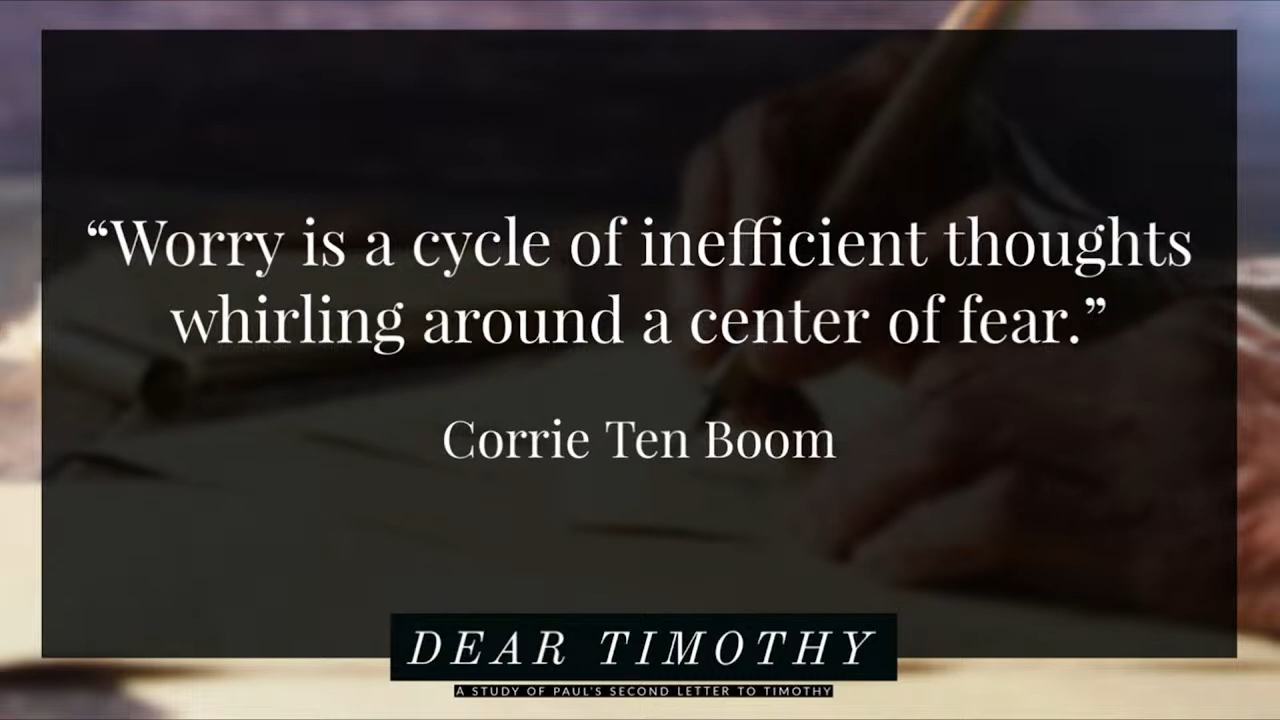 “Worry is a cycle of inefficient thoughts
whirling around a center of fear.”
Corrie Ten Boom
DEAR TIMOTHY
A STUDY OF PAUL'S SECOND LETTER TO TIMOTHY